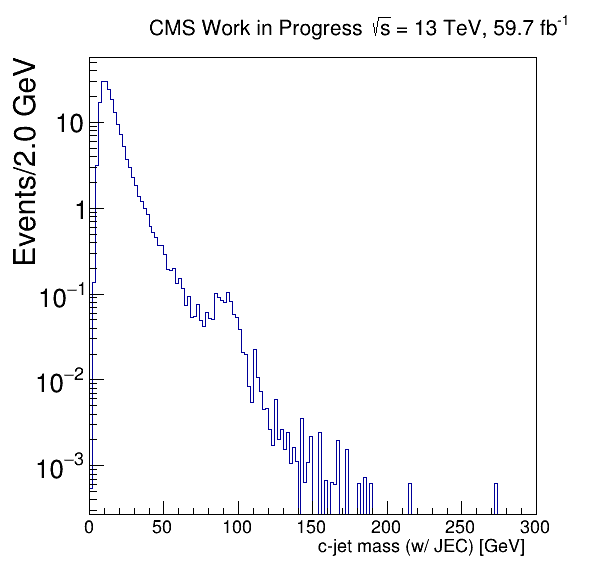 CMS Work in Progress √s = 13 TeV, 59.7 fb⁻¹
Events/2.0 GeV
10
1
10⁻¹
10⁻²
10⁻³
0 50 100 150 200 250 300
c-jet mass (w/ JEC) [GeV]